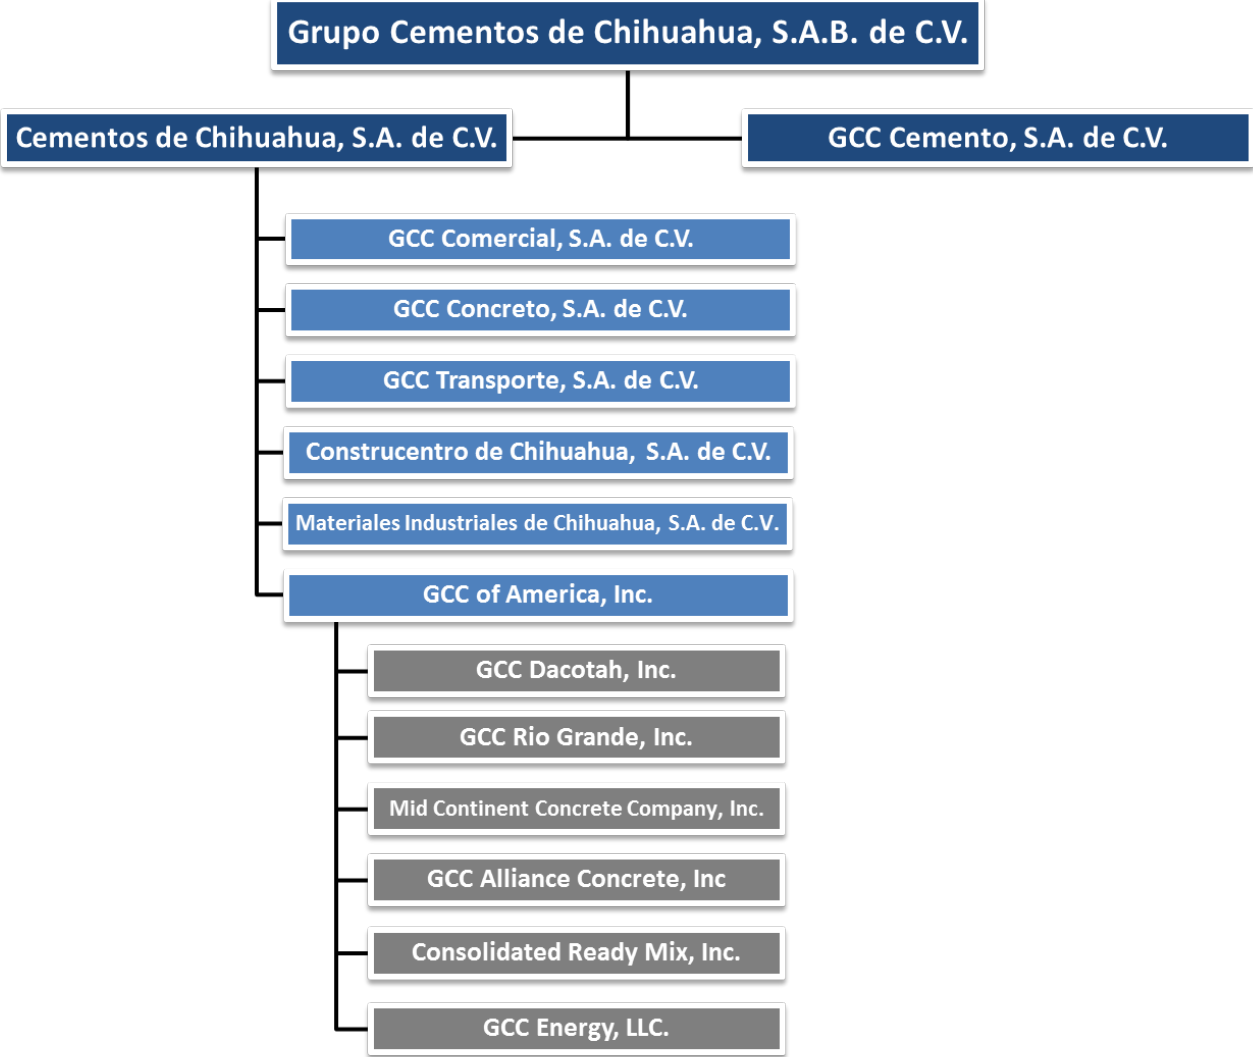 Grupo Cementos de Chihuahua, S.A.B. de C.V.
Cementos de Chihuahua, S.A. de C.V.
GCC Cemento, S.A. de C.V.
GCC Comercial, S.A. de C.V.
GCC Concreto, S.A. de C.V.
GCC Transporte, S.A. de C.V.
Construcentro de Chihuahua, S.A. de C.V.
Materiales Industriales de Chihuahua, S.A. de C.V.
GCC of America, Inc.
GCC Dacotah, Inc.
GCC Rio Grande, Inc.
Mid Continent Concrete Company, Inc.
GCC Alliance Concrete, Inc
Consolidated Ready Mix, Inc.
GCC Energy, LLC.